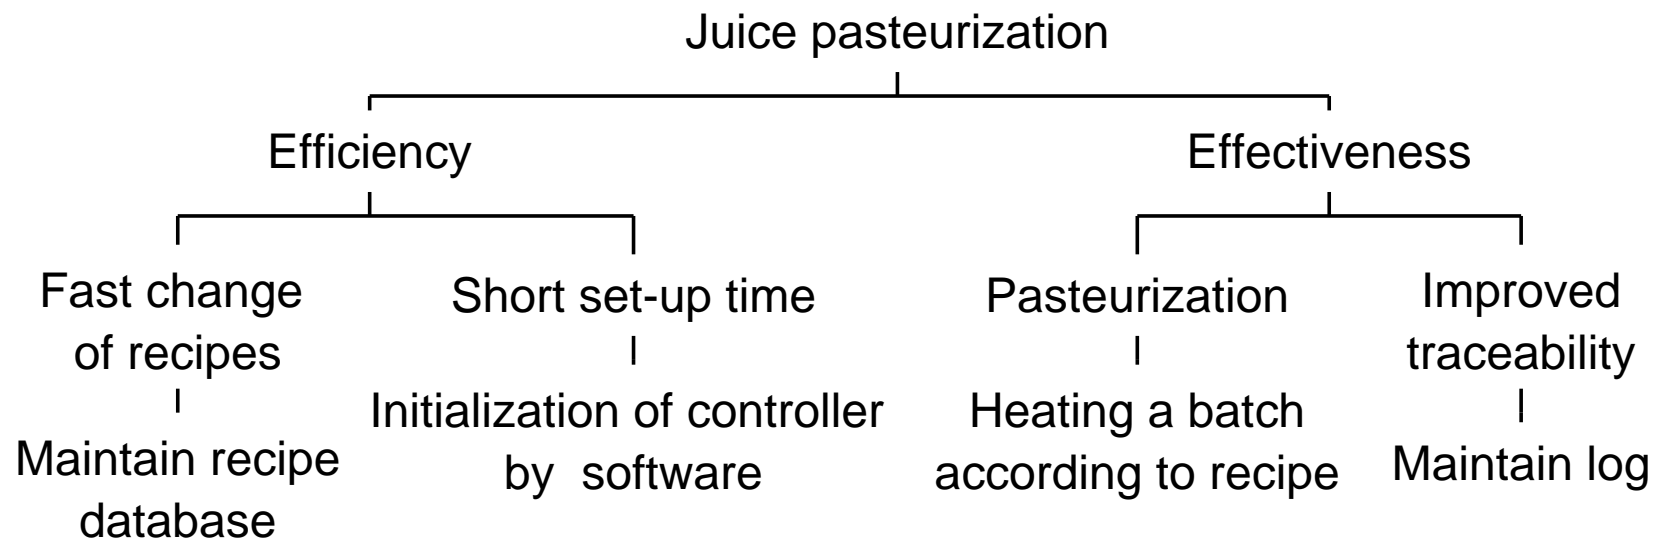 Juice pasteurization
Efficiency
Effectiveness
Fast change
of recipes
Short set-up time
Pasteurization
Improved
traceability
Maintain recipe
database
Initialization of controller
by software
Heating a batch
according to recipe
Maintain log